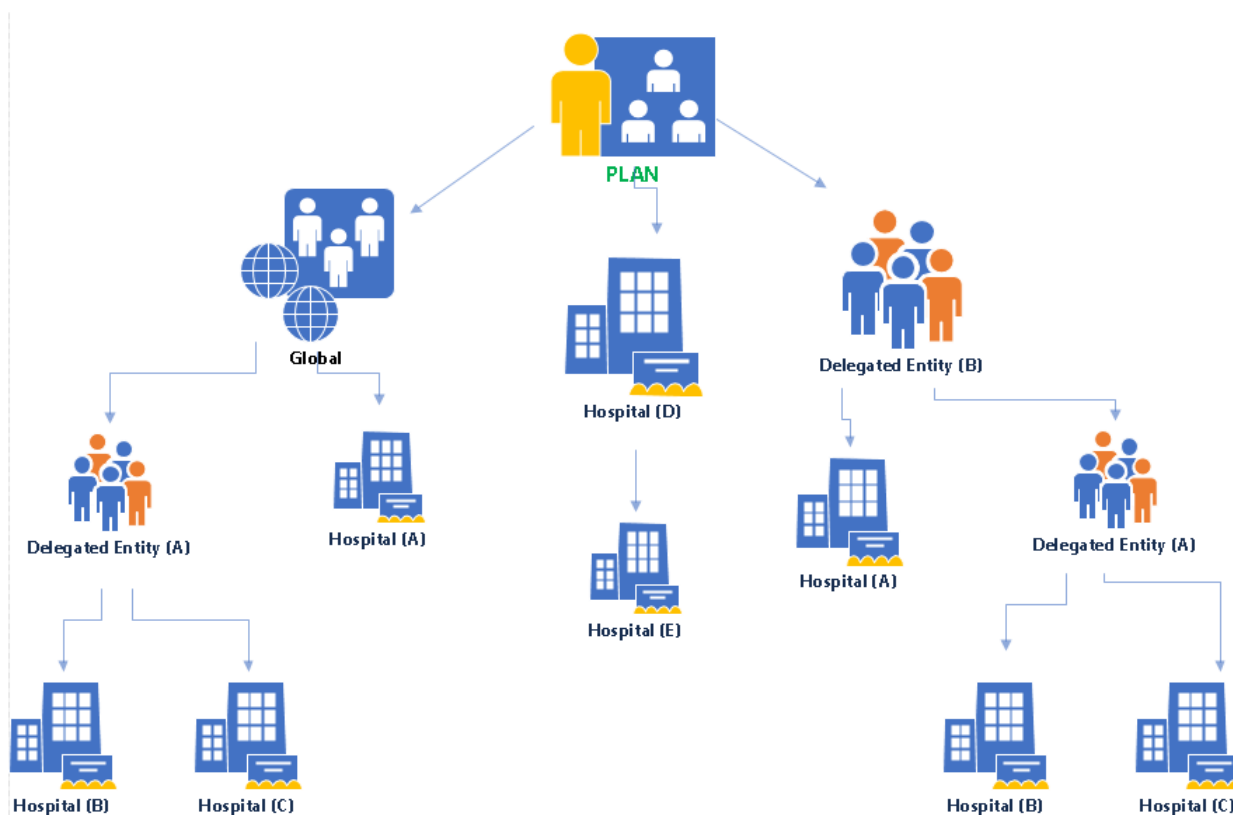 PLAN
Global
Delegated Entity (B)
Hospital (D)
Delegated Entity (A)
Hospital (A)
Hospital (E)
Hospital (A)
Delegated Entity (A)
Hospital (B)
Hospital (C)
Hospital (B)
Hospital (C)